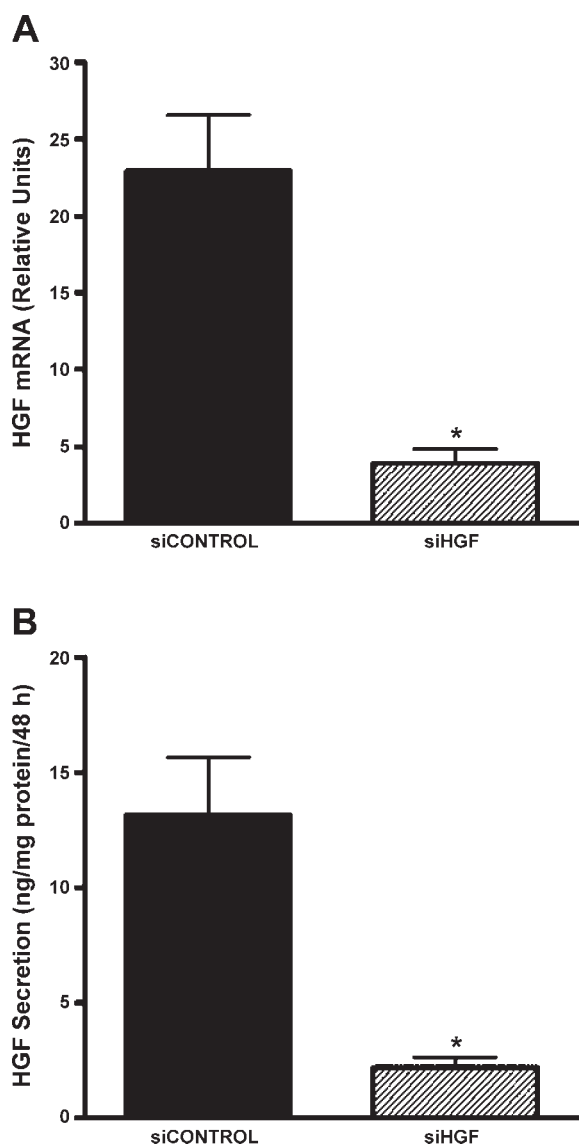 A
HGF mRNA (Relative Units)
30
25
20
15
10
5
0
*
siCONTROL
siHGF
B
HGF Secretion (ng/mg protein/48 h)
20
15
10
5
0
*
siCONTROL
siHGF